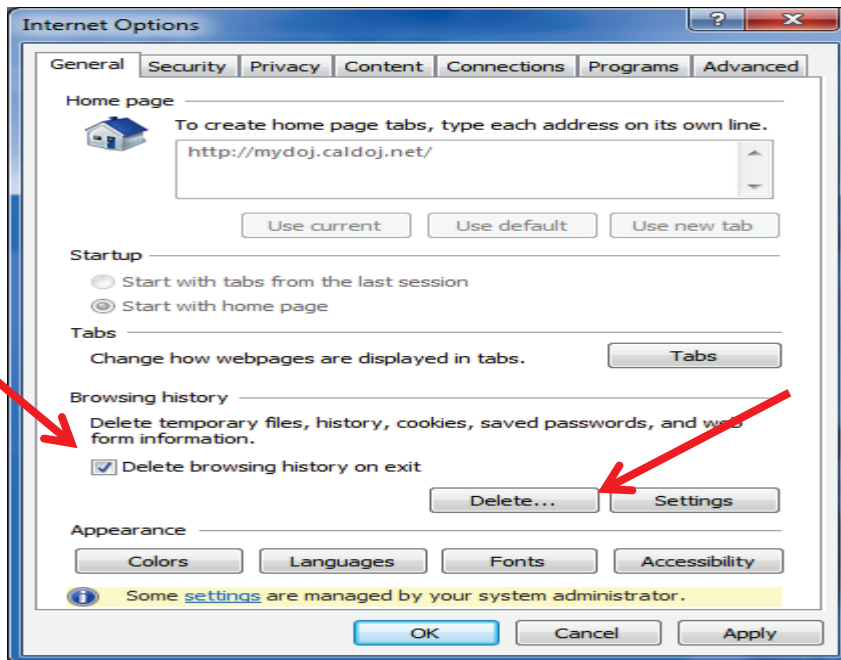 Internet Options
?
X
General Security Privacy Content Connections Programs Advanced
Home page
To create home page tabs, type each address on its own line.
http://mydoj.caldoj.net/
Use current Use default Use new tab
Startup
Start with tabs from the last session
Start with home page
Tabs
Change how webpages are displayed in tabs. Tabs
Browsing history
Delete temporary files, history, cookies, saved passwords, and web
form information.
Delete browsing history on exit
Delete... Settings
Appearance
Colors Languages Fonts Accessibility
Some settings are managed by your system administrator.
OK Cancel Apply